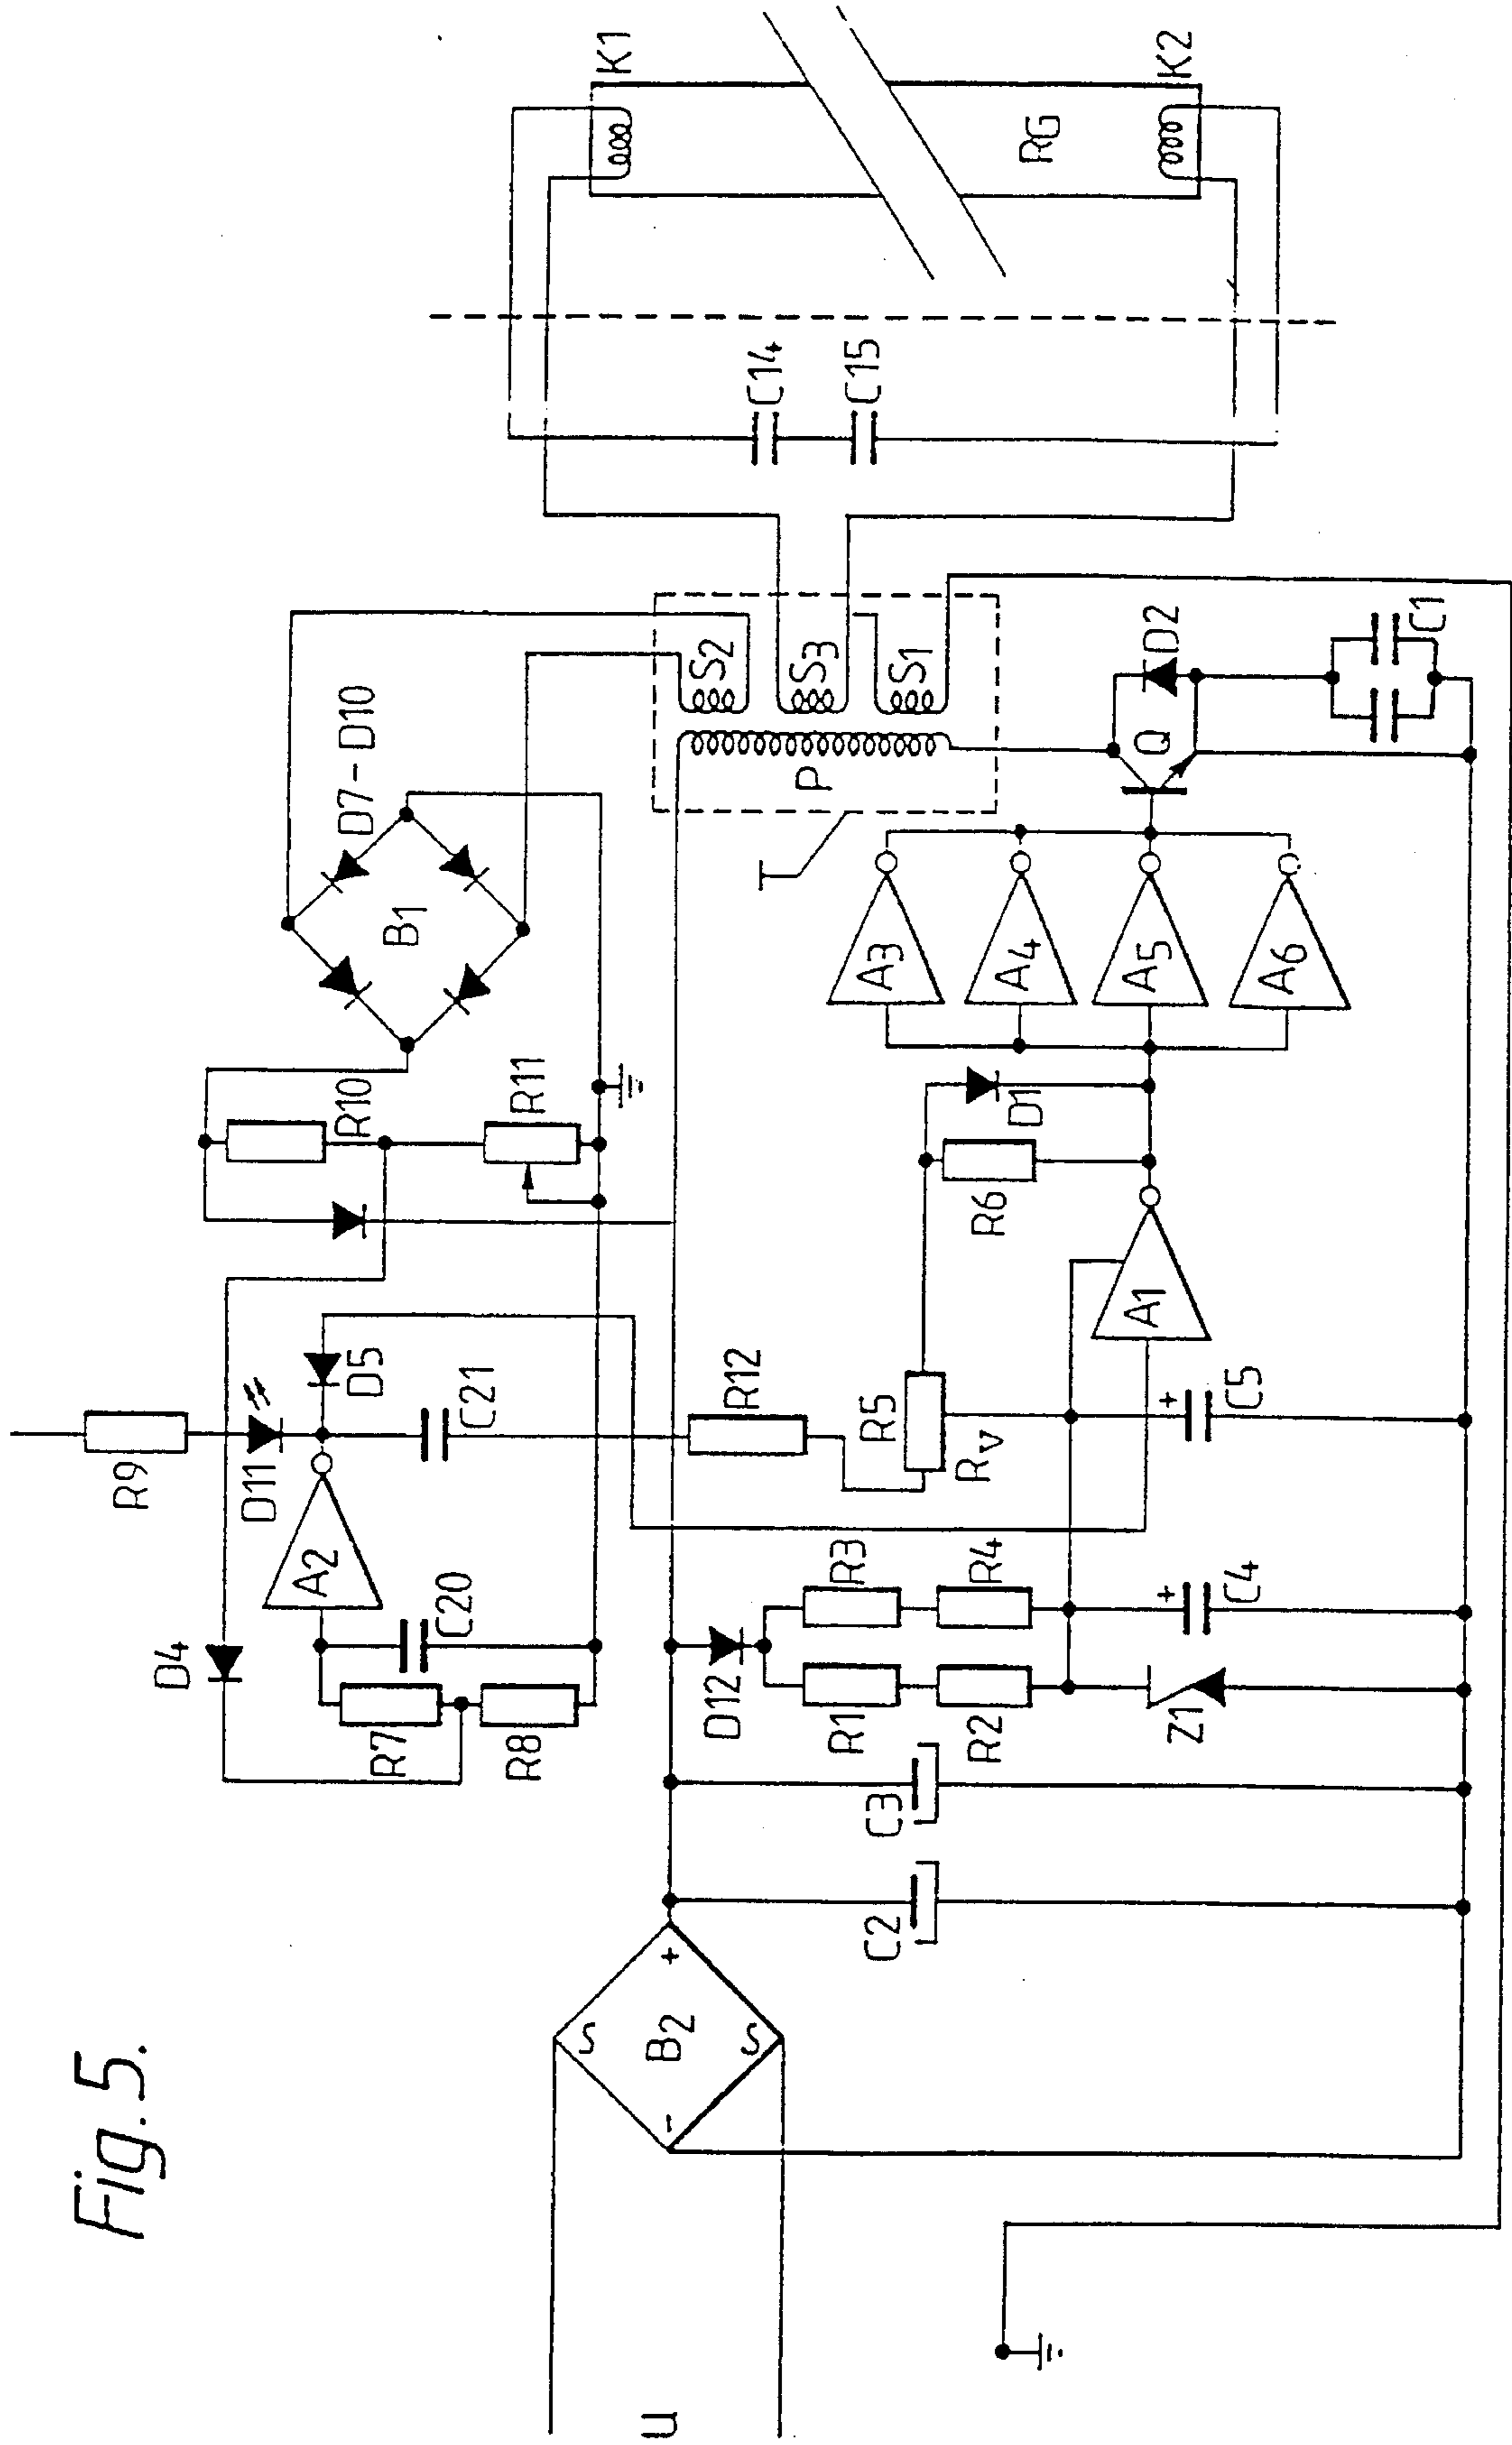 Fig. 5.
U
B2
S
S
+
-
C2
C3
D4
R7
R8
C20
A2
R9
D11
D5
C21
R12
D12
R1
R3
R2
R4
Z1
+
C4
R5
RV
+
C5
A1
R6
D1
R10
R11
B1
D7-D10
A3
A4
A5
A6
T
P
S2
S3
S1
Q
D2
C1
C14
C15
K1
K2
RG